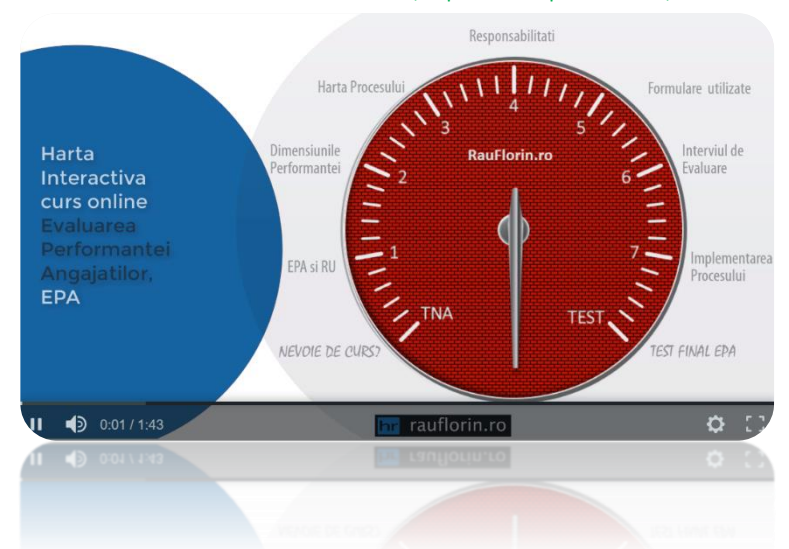 Harta
Interactiva
curs online
Evaluarea
Performantei
Angajatilor,
EPA
Responsabilitati
Harta Procesului
Formulare utilizate
Dimensiunile
Performantei
Interviul de
Evaluare
EPA si RU
Implementarea
Procesului
NEVOIE DE CURS?
TEST FINAL EPA
RauFlorin.ro
TNA
1
2
3
4
5
6
7
TEST
0:01 / 1:43
hr rauflorin.ro